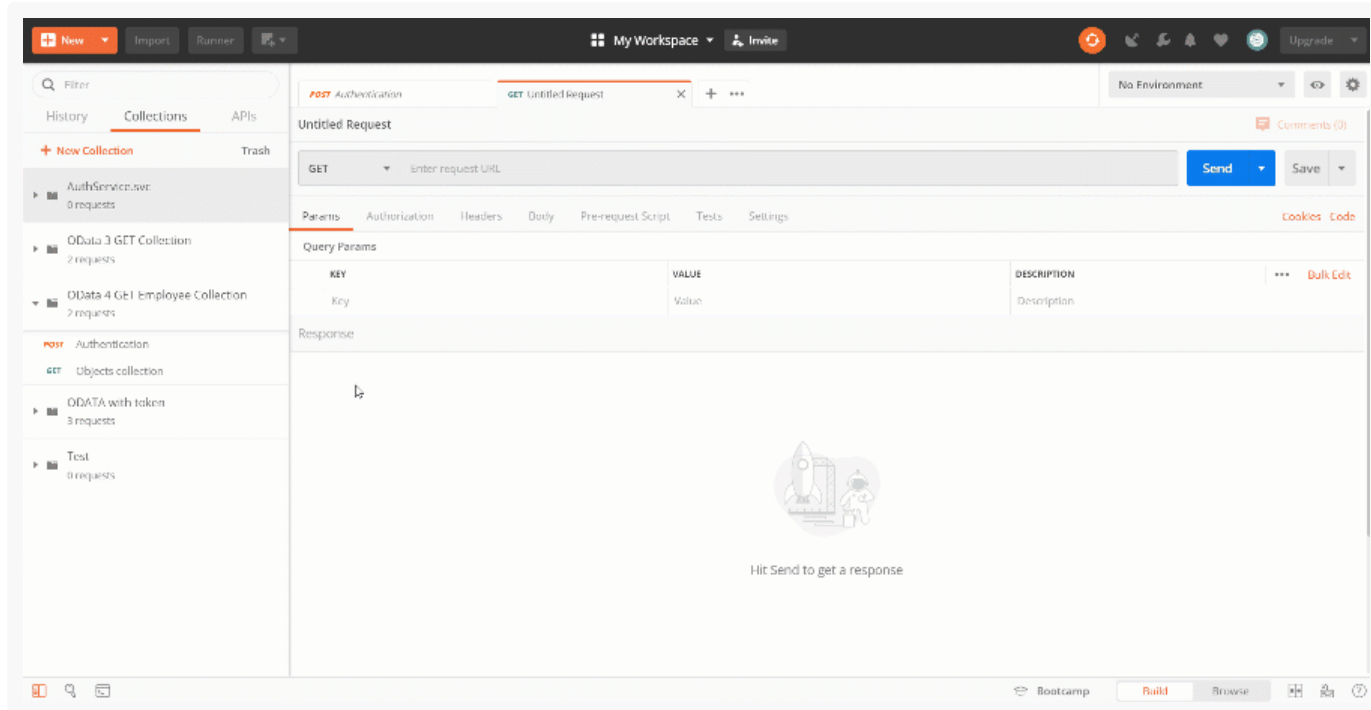 New Import Runner My Workspace Invite Upgrade
Filter
History Collections APIs
+ New Collection Trash
AuthService.svc
0 requests
OData 3 GET Collection
2 requests
OData 4 GET Employee Collection
2 requests
POST Authentication
GET Objects collection
ODATA with token
3 requests
Test
0 requests
POST Authentication GET Untitled Request No Environment
Untitled Request Comments (0)
GET Enter request URL Send Save
Params Authorization Headers Body Pre-request Script Tests Settings Cookies Code
Query Params
KEY VALUE DESCRIPTION Bulk Edit
Key Value Description
Response
Hit Send to get a response
Bootcamp Build Browse